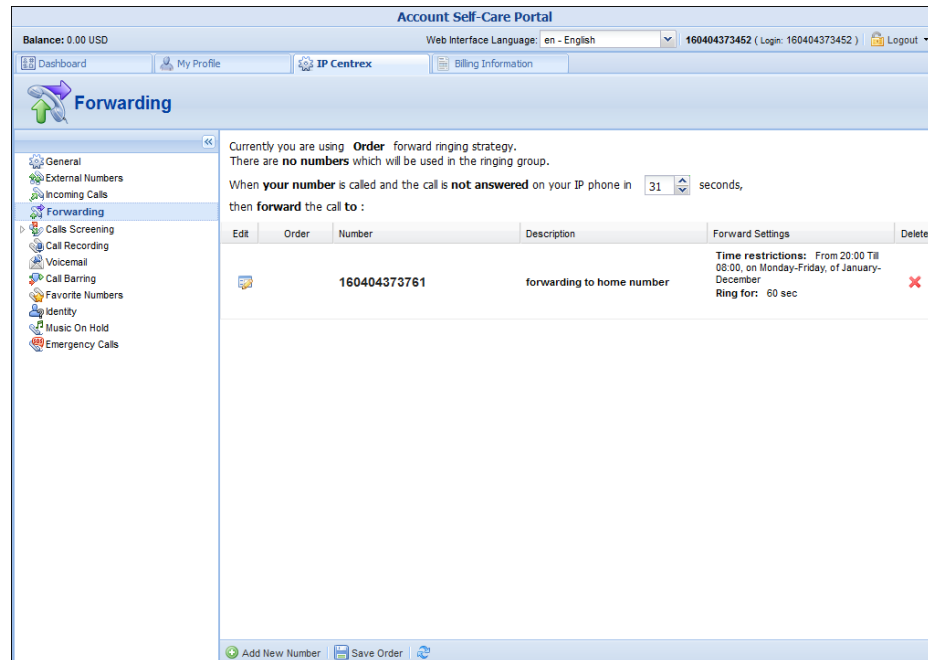 Account Self-Care Portal
Balance: 0.00 USD
Web Interface Language: en - English
160404373452 ( Login: 160404373452 )
Logout
Dashboard
My Profile
IP Centrex
Billing Information
Forwarding
General
External Numbers
Incoming Calls
Forwarding
Calls Screening
Call Recording
Voicemail
Call Barring
Favorite Numbers
Identity
Music On Hold
Emergency Calls
Currently you are using Order forward ringing strategy.
There are no numbers which will be used in the ringing group.
When your number is called and the call is not answered on your IP phone in 31 seconds,
then forward the call to :
Edit Order Number Description Forward Settings Delete
160404373761
forwarding to home number
Time restrictions: From 20:00 Till
08:00, on Monday-Friday, of January-
December
Ring for: 60 sec
Add New Number
Save Order